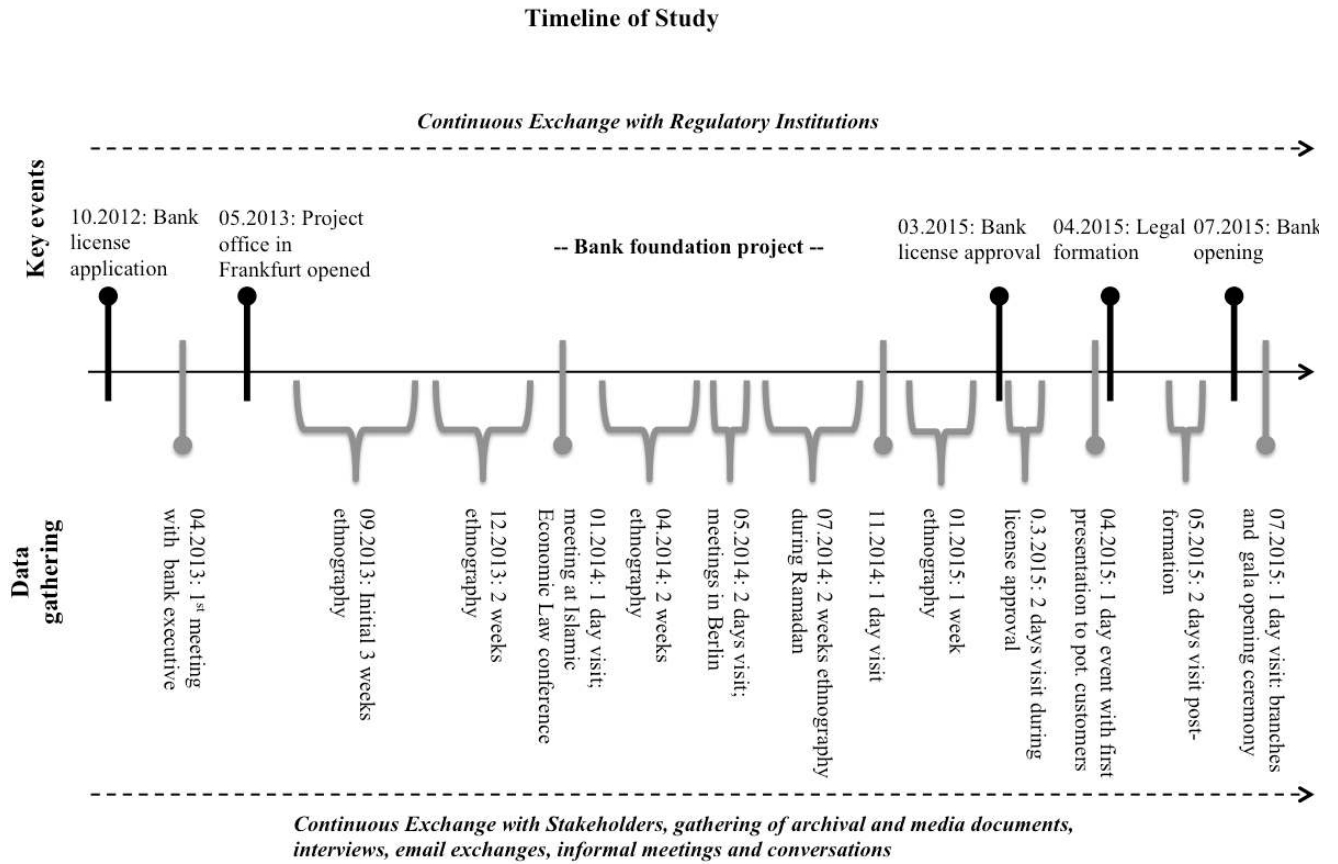 Timeline of Study
Continuous Exchange with Regulatory Institutions
Key events
10.2012: Bank
license
application
05.2013: Project
office in
Frankfurt opened
-- Bank foundation project --
03.2015: Bank
license approval
04.2015: Legal
formation
07.2015: Bank
opening
Data
gathering
04.2013: 1st meeting
with bank executive
09.2013: Initial 3 weeks
ethnography
12.2013: 2 weeks
ethnography
01.2014: 1 day visit;
meeting at Islamic
Economic Law conference
04.2014: 2 weeks
ethnography
05.2014: 2 days visit;
meetings in Berlin
07.2014: 2 weeks ethnography
during Ramadan
11.2014: 1 day visit
01.2015: 1 week
ethnography
0.3.2015: 2 days visit during
license approval
04.2015: 1 day event with first
presentation to pot. customers
05.2015: 2 days visit post-
formation
07.2015: 1 day visit: branches
and gala opening ceremony
Continuous Exchange with Stakeholders, gathering of archival and media documents,
interviews, email exchanges, informal meetings and conversations